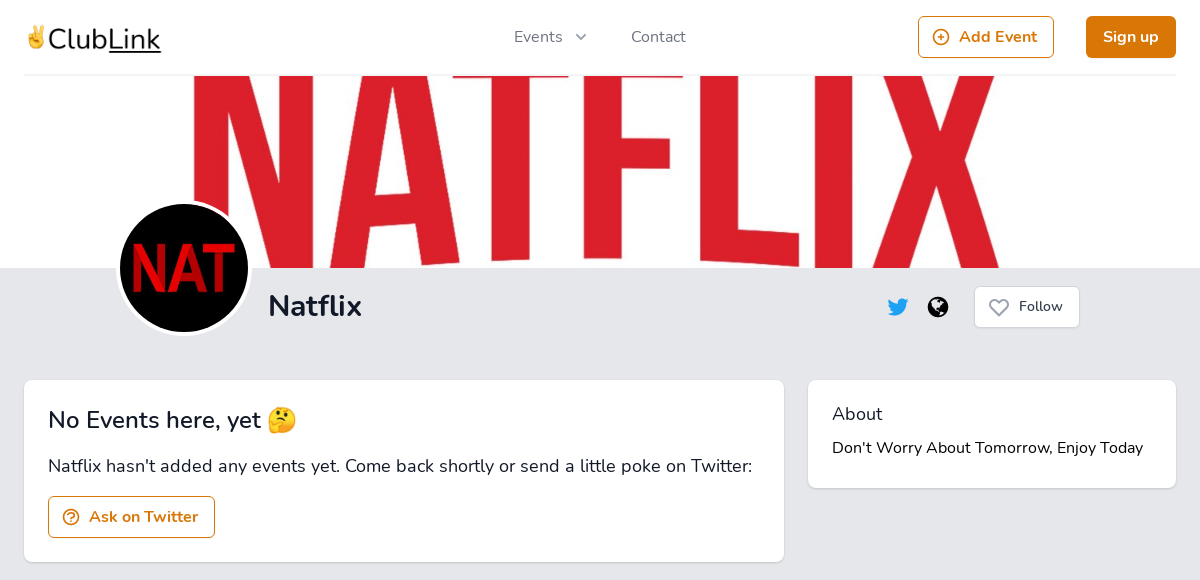 ✌️ClubLink
Events
Contact
Add Event
Sign up
NATFLIX
NAT
Natflix
Follow
No Events here, yet 🤔
Natflix hasn't added any events yet. Come back shortly or send a little poke on Twitter:
Ask on Twitter
About
Don't Worry About Tomorrow, Enjoy Today